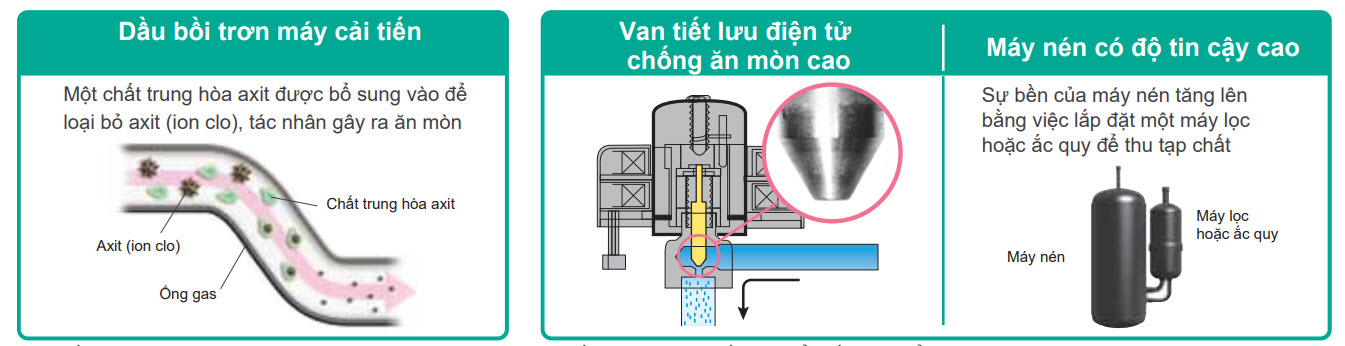 Dầu bồi trơn máy cải tiến
Một chất trung hòa axit được bổ sung vào để
loại bỏ axit (ion clo), tác nhân gây ra ăn mòn
Chất trung hòa axit
Axit (ion clo)
Ống gas
Van tiết lưu điện tử
chống ăn mòn cao
Máy nén có độ tin cậy cao
Sự bền của máy nén tăng lên
bằng việc lắp đặt một máy lọc
hoặc ắc quy để thu tạp chất
Máy lọc
hoặc ắc quy
Máy nén